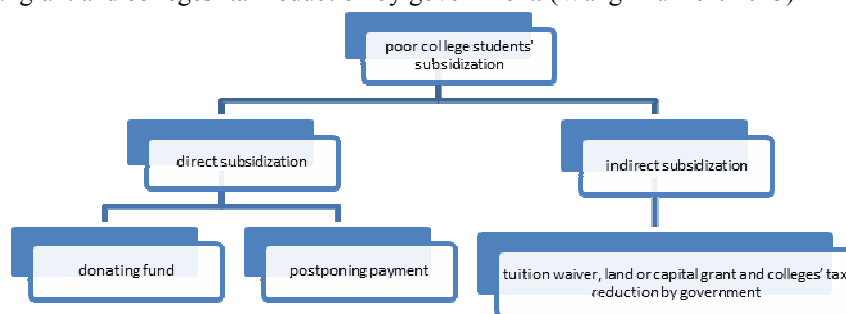 poor college students'
subsidization
direct subsidization
indirect subsidization
donating fund
postponing payment
tuition waiver, land or capital grant and colleges' tax
reduction by government